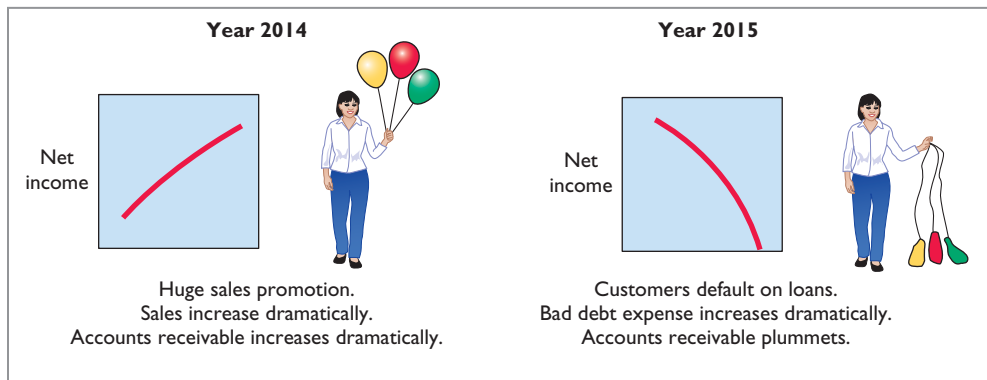 Year 2014
Net
income
Huge sales promotion.
Sales increase dramatically.
Accounts receivable increases dramatically.
Year 2015
Net
income
Customers default on loans.
Bad debt expense increases dramatically.
Accounts receivable plummets.